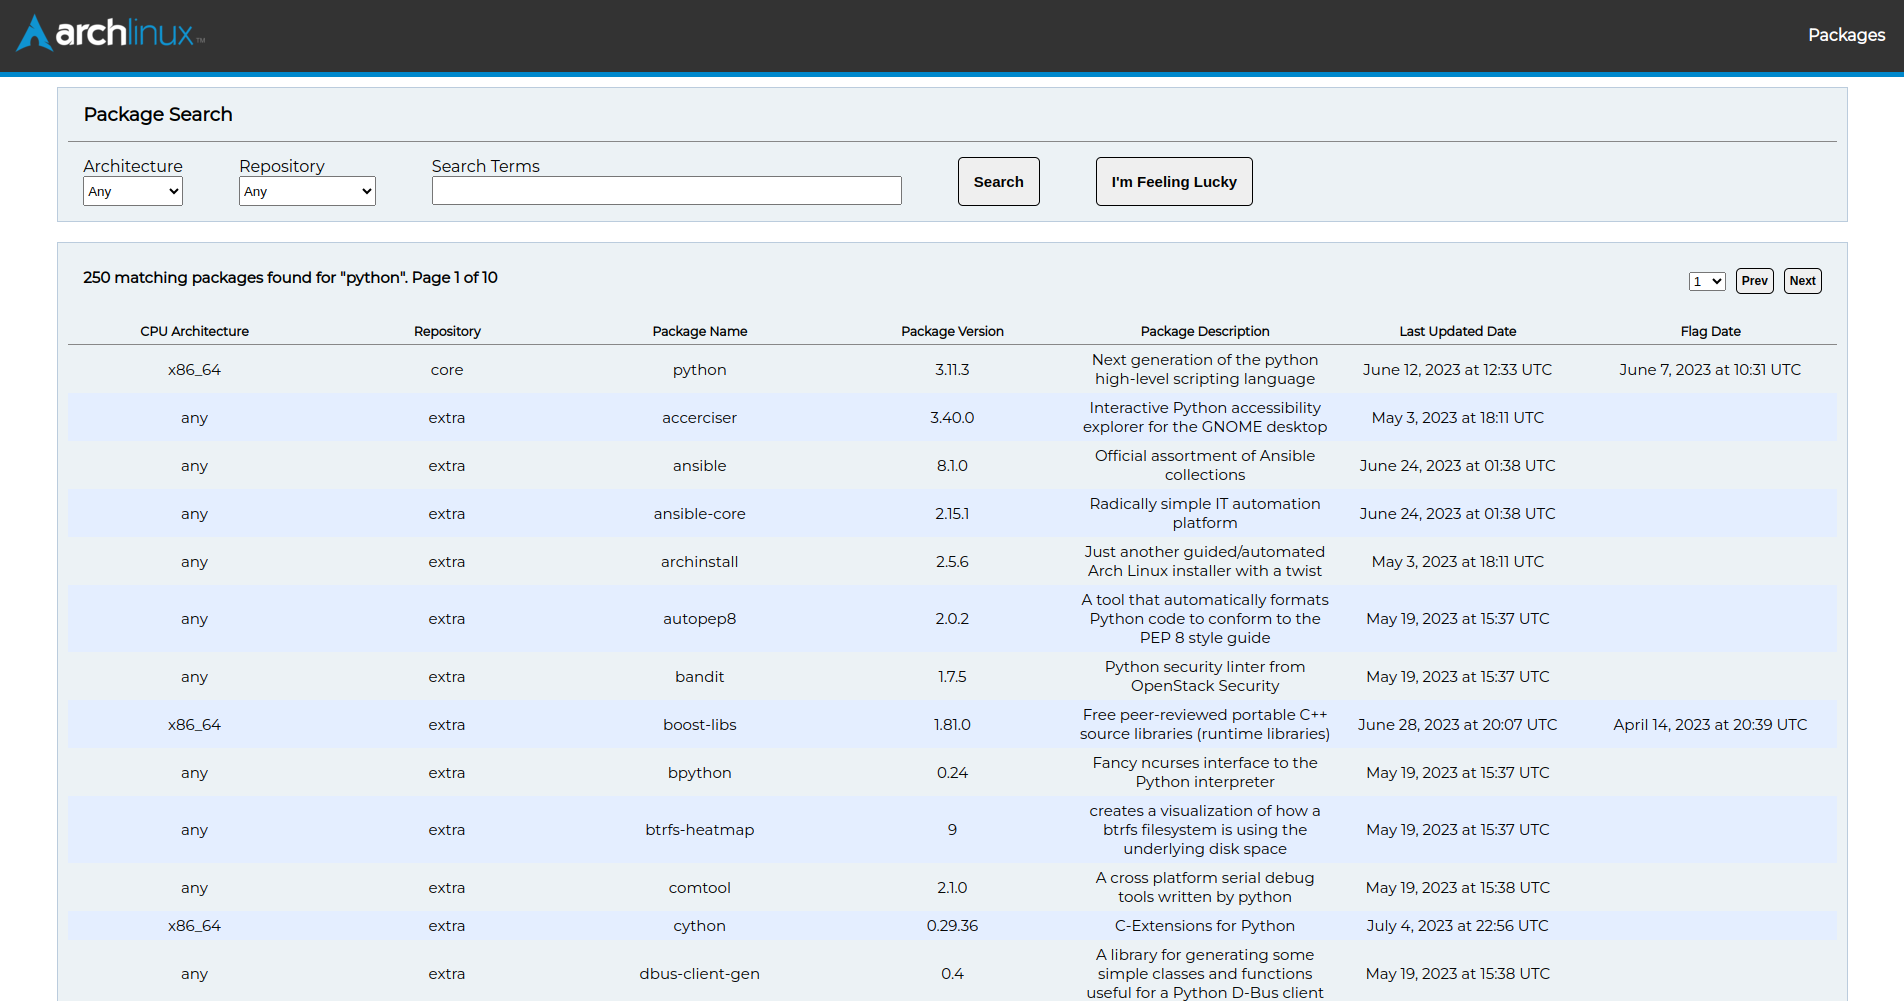 archlinux™
Packages
Package Search
Architecture Repository Search Terms
Any Any Search I'm Feeling Lucky
250 matching packages found for "python". Page 1 of 10
1 Prev Next
CPU Architecture Repository Package Name Package Version Package Description Last Updated Date Flag Date
x86_64 core python 3.11.3 Next generation of the python high-level scripting language June 12, 2023 at 12:33 UTC June 7, 2023 at 10:31 UTC
any extra accerciser 3.40.0 Interactive Python accessibility explorer for the GNOME desktop May 3, 2023 at 18:11 UTC
any extra ansible 8.1.0 Official assortment of Ansible collections June 24, 2023 at 01:38 UTC
any extra ansible-core 2.15.1 Radically simple IT automation platform June 24, 2023 at 01:38 UTC
any extra archinstall 2.5.6 Just another guided/automated Arch Linux installer with a twist May 3, 2023 at 18:11 UTC
any extra autopep8 2.0.2 A tool that automatically formats Python code to conform to the PEP 8 style guide May 19, 2023 at 15:37 UTC
any extra bandit 1.7.5 Python security linter from OpenStack Security May 19, 2023 at 15:37 UTC
x86_64 extra boost-libs 1.81.0 Free peer-reviewed portable C++ source libraries (runtime libraries) June 28, 2023 at 20:07 UTC April 14, 2023 at 20:39 UTC
any extra bpython 0.24 Fancy ncurses interface to the Python interpreter May 19, 2023 at 15:37 UTC
any extra btrfs-heatmap 9 creates a visualization of how a btrfs filesystem is using the underlying disk space May 19, 2023 at 15:37 UTC
any extra comtool 2.1.0 A cross platform serial debug tools written by python May 19, 2023 at 15:38 UTC
x86_64 extra cython 0.29.36 C-Extensions for Python July 4, 2023 at 22:56 UTC
any extra dbus-client-gen 0.4 A library for generating some simple classes and functions useful for a Python D-Bus client May 19, 2023 at 15:38 UTC